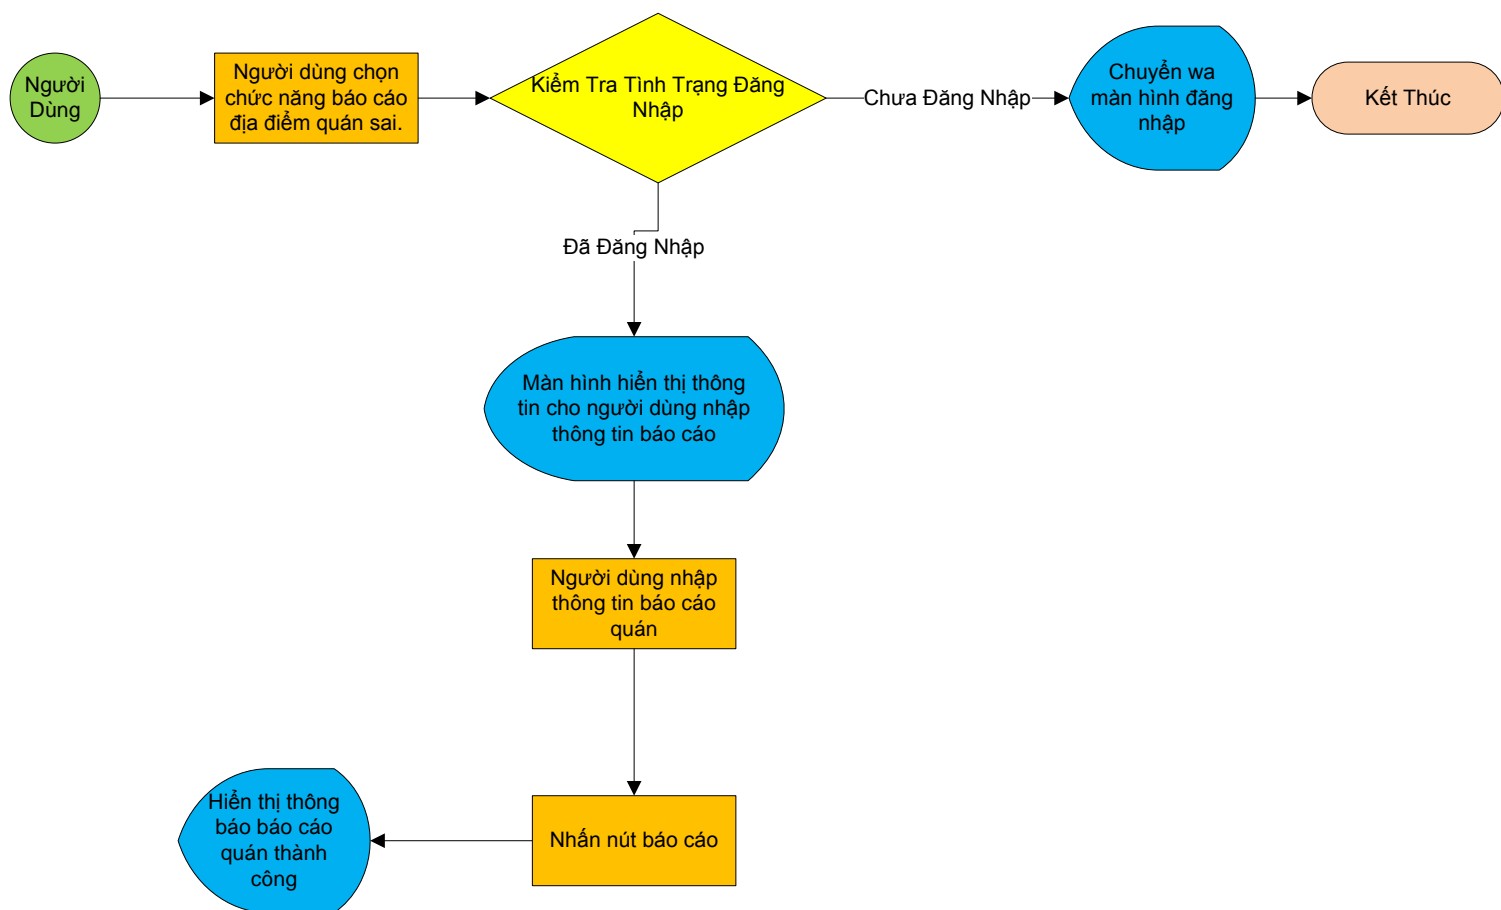 Người
Dùng
Người dùng chọn
chức năng báo cáo
địa điểm quán sai.
Kiểm Tra Tình Trạng Đăng
Nhập
Chưa Đăng Nhập
Chuyển wa
màn hình đăng
nhập
Kết Thúc
Đã Đăng Nhập
Màn hình hiển thị thông
tin cho người dùng nhập
thông tin báo cáo
Người dùng nhập
thông tin báo cáo
quán
Nhấn nút báo cáo
Hiển thị thông
báo báo cáo
quán thành
công